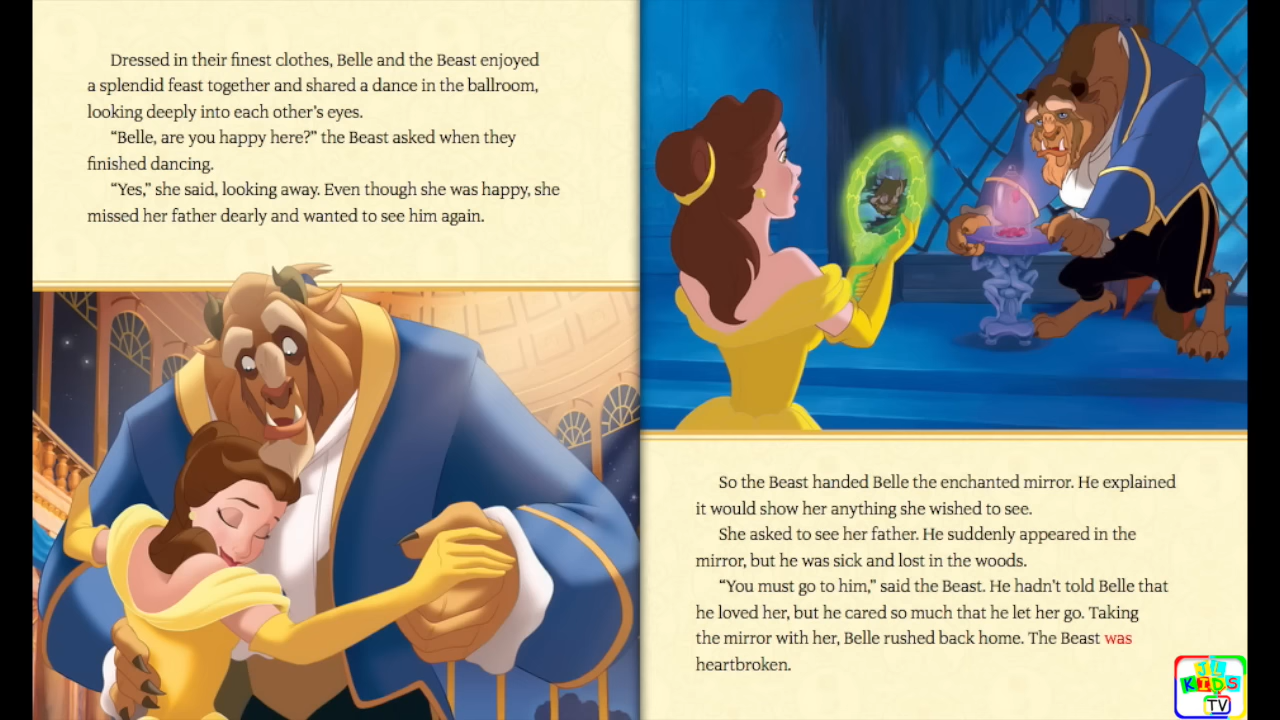 Dressed in their finest clothes, Belle and the Beast enjoyed
a splendid feast together and shared a dance in the ballroom,
looking deeply into each other’s eyes.
“Belle, are you happy here?” the Beast asked when they
finished dancing.
“Yes,” she said, looking away. Even though she was happy, she
missed her father dearly and wanted to see him again.
So the Beast handed Belle the enchanted mirror. He explained
it would show her anything she wished to see.
She asked to see her father. He suddenly appeared in the
mirror, but he was sick and lost in the woods.
“You must go to him,” said the Beast. He hadn’t told Belle that
he loved her, but he cared so much that he let her go. Taking
the mirror with her, Belle rushed back home. The Beast was
heartbroken.
JL
KIDS
TV